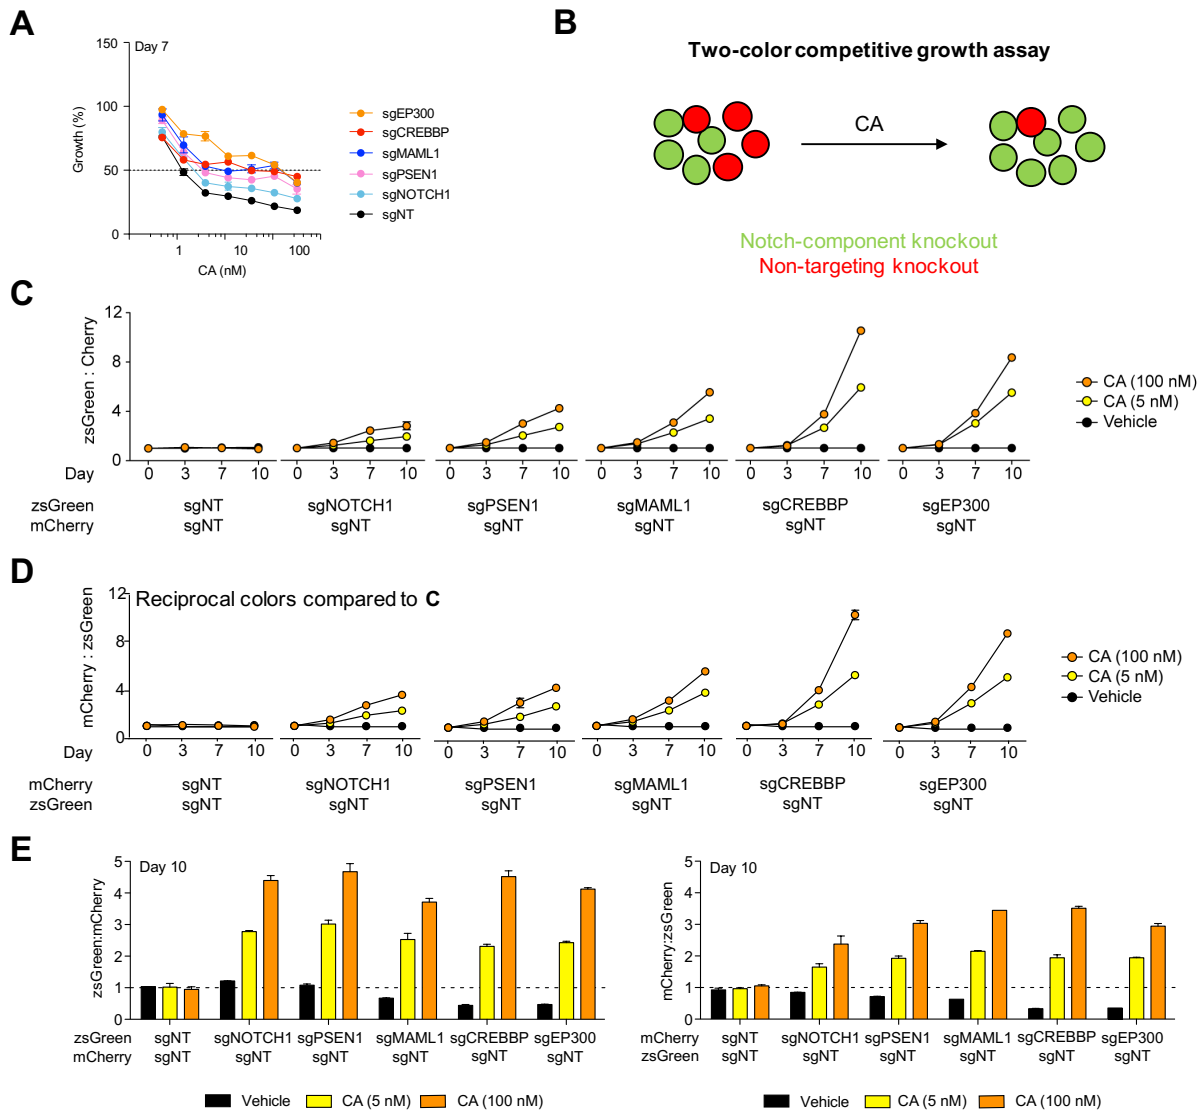 A
150
Day 7
100
50
0
Growth (%)
1
10
100
CA (nM)
sgEP300
sgCREBBP
sgMAML1
sgPSEN1
sgNOTCH1
sgNT
B
Two-color competitive growth assay
CA
Notch-component knockout
Non-targeting knockout
C
12
8
4
0
zsGreen : Cherry
CA (100 nM)
CA (5 nM)
Vehicle
Day
0 3 7 10 0 3 7 10 0 3 7 10 0 3 7 10 0 3 7 10 0 3 7 10
zsGreen sgNT sgNOTCH1 sgPSEN1 sgMAML1 sgCREBBP sgEP300
mCherry sgNT sgNT sgNT sgNT sgNT sgNT
D
Reciprocal colors compared to C
12
8
4
0
mCherry : zsGreen
CA (100 nM)
CA (5 nM)
Vehicle
Day
0 3 7 10 0 3 7 10 0 3 7 10 0 3 7 10 0 3 7 10 0 3 7 10
mCherry sgNT sgNOTCH1 sgPSEN1 sgMAML1 sgCREBBP sgEP300
zsGreen sgNT sgNT sgNT sgNT sgNT sgNT
E
Day 10
5
4
3
2
1
0
zsGreen:mCherry
zsGreen sgNT sgNOTCH1 sgPSEN1 sgMAML1 sgCREBBP sgEP300
mCherry sgNT sgNT sgNT sgNT sgNT sgNT
Vehicle CA (5 nM) CA (100 nM)
Day 10
5
4
3
2
1
0
mCherry:zsGreen
mCherry sgNT sgNOTCH1 sgPSEN1 sgMAML1 sgCREBBP sgEP300
zsGreen sgNT sgNT sgNT sgNT sgNT sgNT
Vehicle CA (5 nM) CA (100 nM)